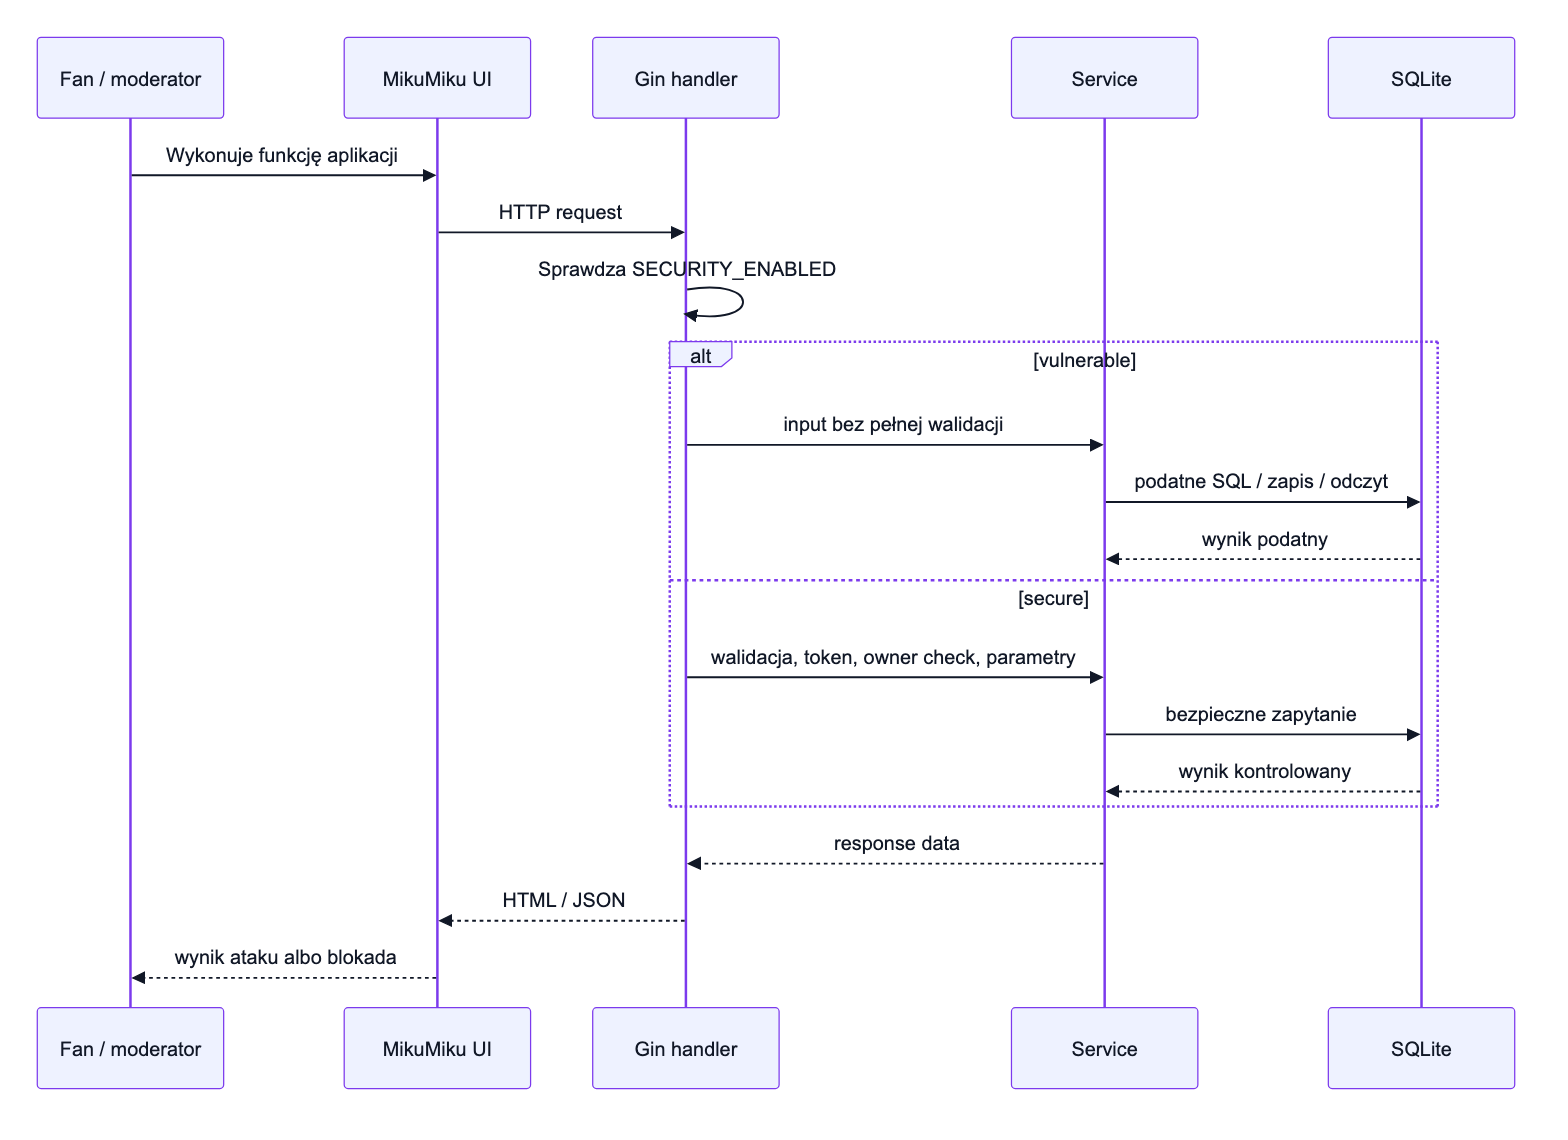 Fan / moderator
MikuMiku UI
Gin handler
Service
SQLite
Wykonuje funkcję aplikacji
HTTP request
Sprawdza SECURITY_ENABLED
alt
[vulnerable]
input bez pełnej walidacji
podatne SQL / zapis / odczyt
wynik podatny
[secure]
walidacja, token, owner check, parametry
bezpieczne zapytanie
wynik kontrolowany
response data
HTML / JSON
wynik ataku albo blokada
Fan / moderator
MikuMiku UI
Gin handler
Service
SQLite